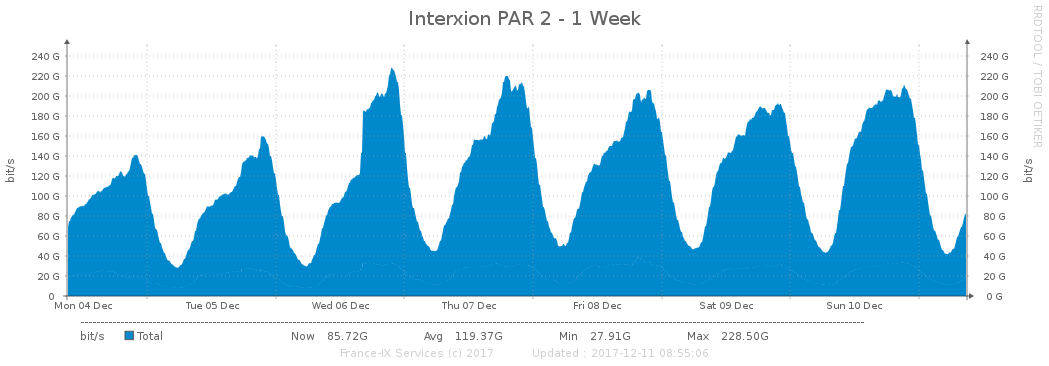 Interxion PAR 2 - 1 Week
RRDTOOL / TOBI OETIKER
bit/s
240 G
220 G
200 G
180 G
160 G
140 G
120 G
100 G
80 G
60 G
40 G
20 G
0
240 G
220 G
200 G
180 G
160 G
140 G
120 G
100 G
80 G
60 G
40 G
20 G
0 G
bit/s
Mon 04 Dec Tue 05 Dec Wed 06 Dec Thu 07 Dec Fri 08 Dec Sat 09 Dec Sun 10 Dec
bit/s Total Now 85.72G Avg 119.37G Min 27.91G Max 228.50G
France-IX Services (c) 2017 Updated : 2017-12-11 08:55:06